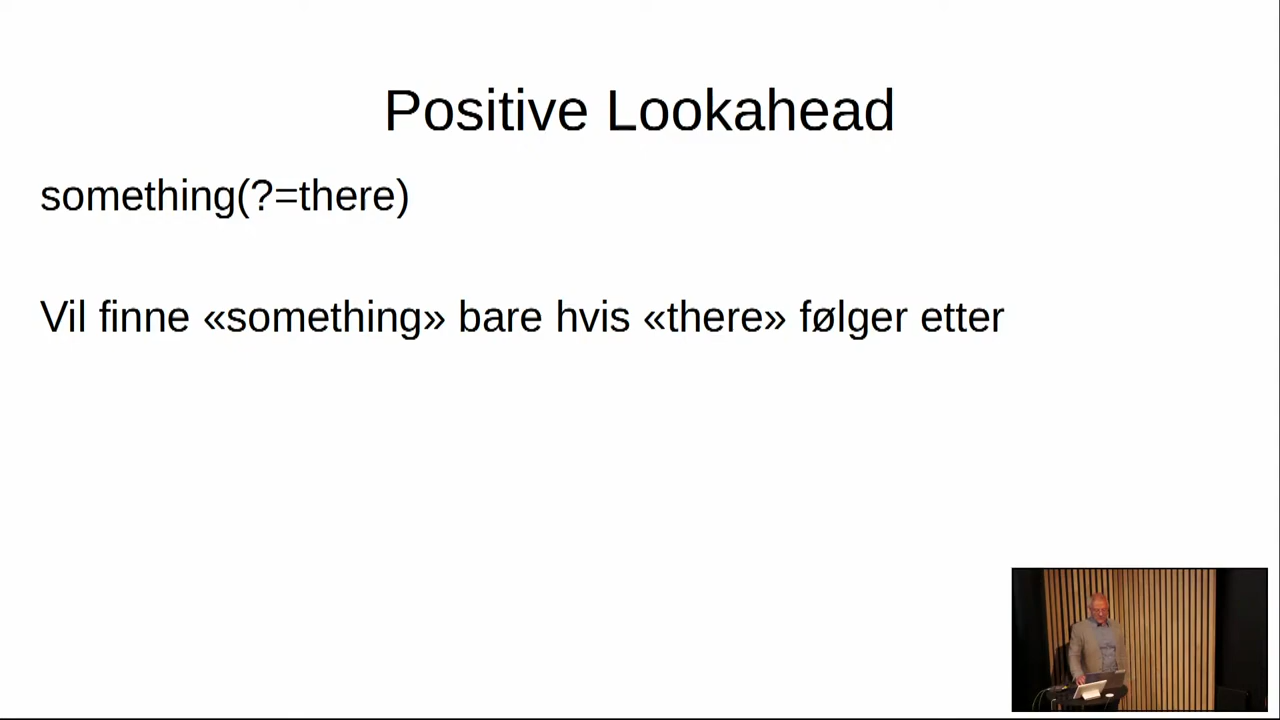 Positive Lookahead
something(?=there)
Vil finne «something» bare hvis «there» følger etter